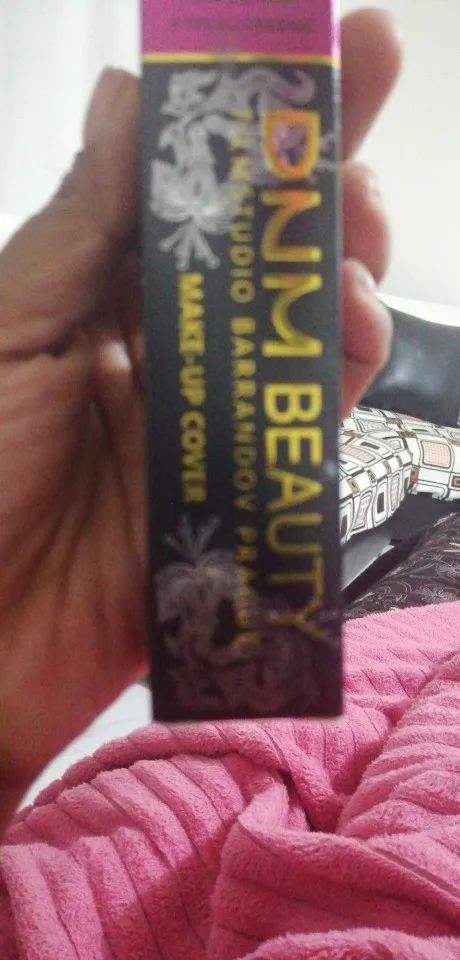 DNM BEAUTY
FILMSTUDIO BARRANDOV PRAGUE
MAKE-UP COVER